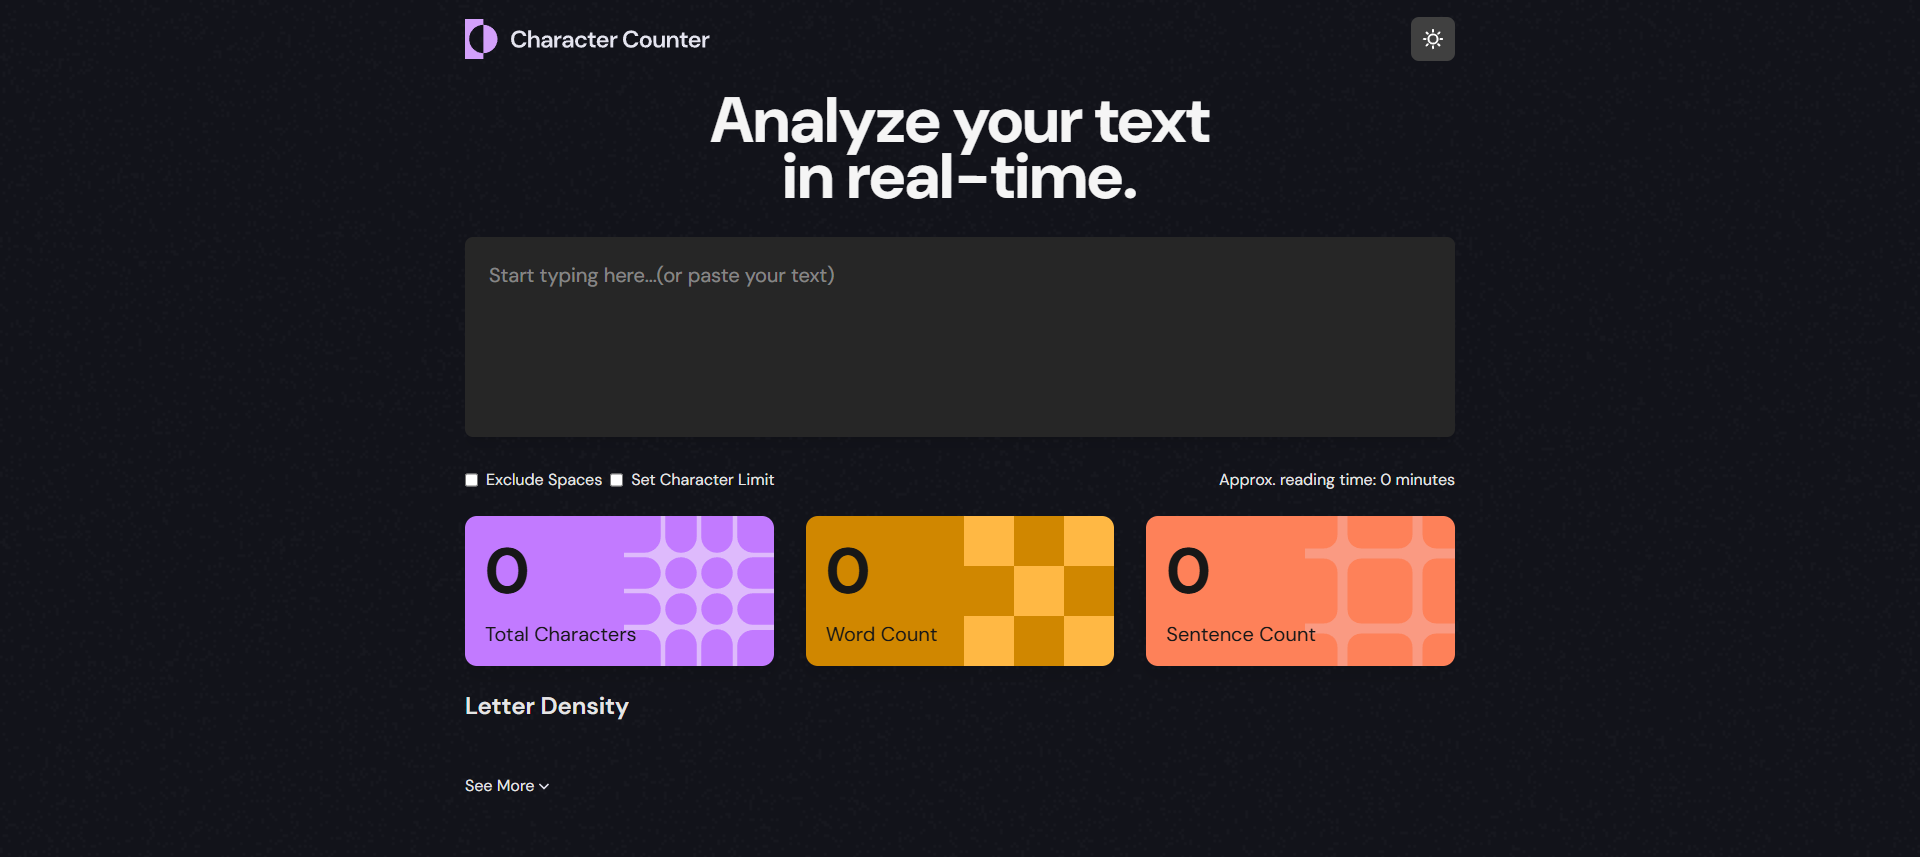 Character Counter
Analyze your text
in real-time.
Start typing here...(or paste your text)
Exclude Spaces
Set Character Limit
Approx. reading time: 0 minutes
0
Total Characters
0
Word Count
0
Sentence Count
Letter Density
See More